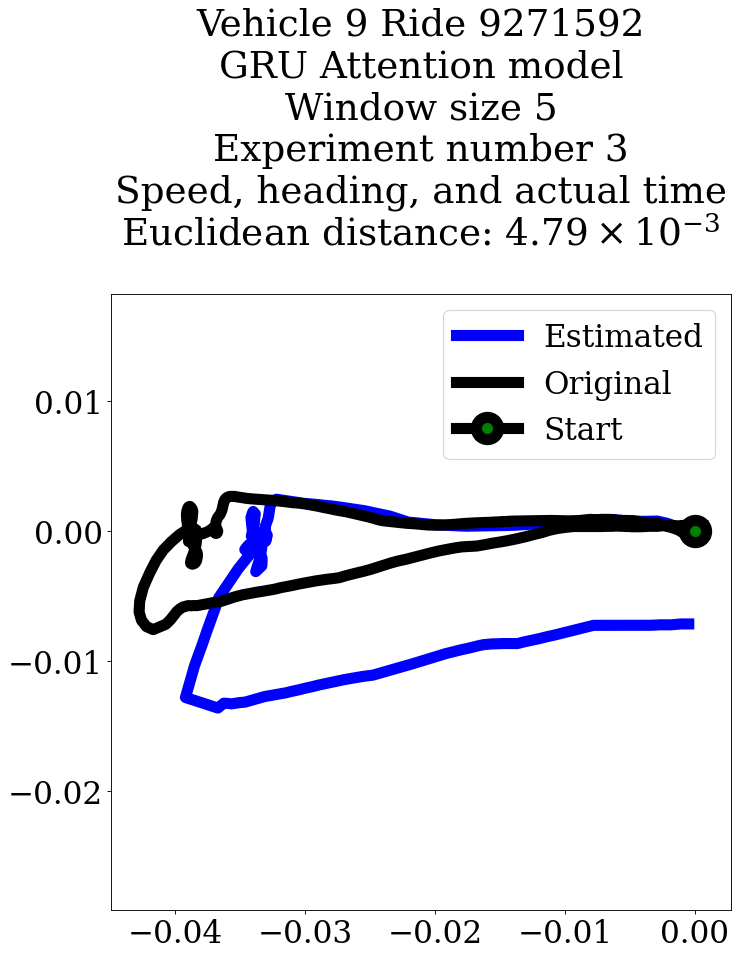 Vehicle 9 Ride 9271592
GRU Attention model
Window size 5
Experiment number 3
Speed, heading, and actual time
Euclidean distance: 4.79 × 10⁻³
Estimated
Original
Start
0.01
0.00
−0.01
−0.02
−0.04 −0.03 −0.02 −0.01 0.00